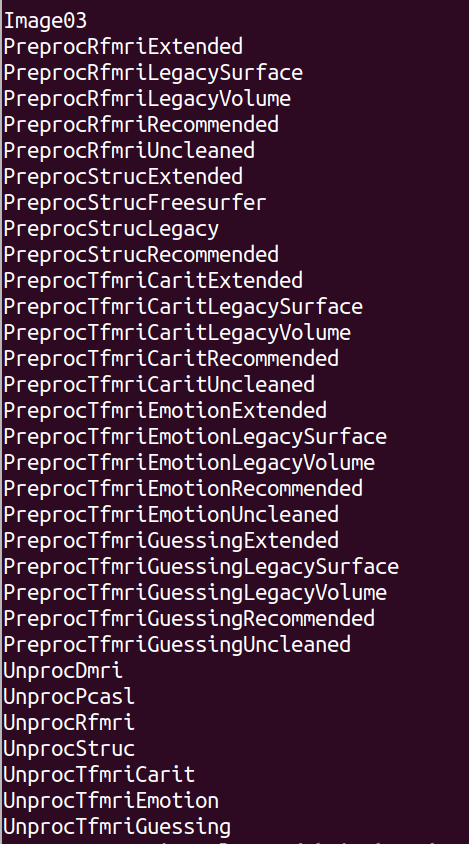 Image03
PreprocRfmriExtended
PreprocRfmriLegacySurface
PreprocRfmriLegacyVolume
PreprocRfmriRecommended
PreprocRfmriUncleaned
PreprocStrucExtended
PreprocStrucFreesurfer
PreprocStrucLegacy
PreprocStrucRecommended
PreprocTfmriCaritExtended
PreprocTfmriCaritLegacySurface
PreprocTfmriCaritLegacyVolume
PreprocTfmriCaritRecommended
PreprocTfmriCaritUncleaned
PreprocTfmriEmotionExtended
PreprocTfmriEmotionLegacySurface
PreprocTfmriEmotionLegacyVolume
PreprocTfmriEmotionRecommended
PreprocTfmriEmotionUncleaned
PreprocTfmriGuessingExtended
PreprocTfmriGuessingLegacySurface
PreprocTfmriGuessingLegacyVolume
PreprocTfmriGuessingRecommended
PreprocTfmriGuessingUncleaned
UnprocDmri
UnprocPcasl
UnprocRfmri
UnprocStruc
UnprocTfmriCarit
UnprocTfmriEmotion
UnprocTfmriGuessing